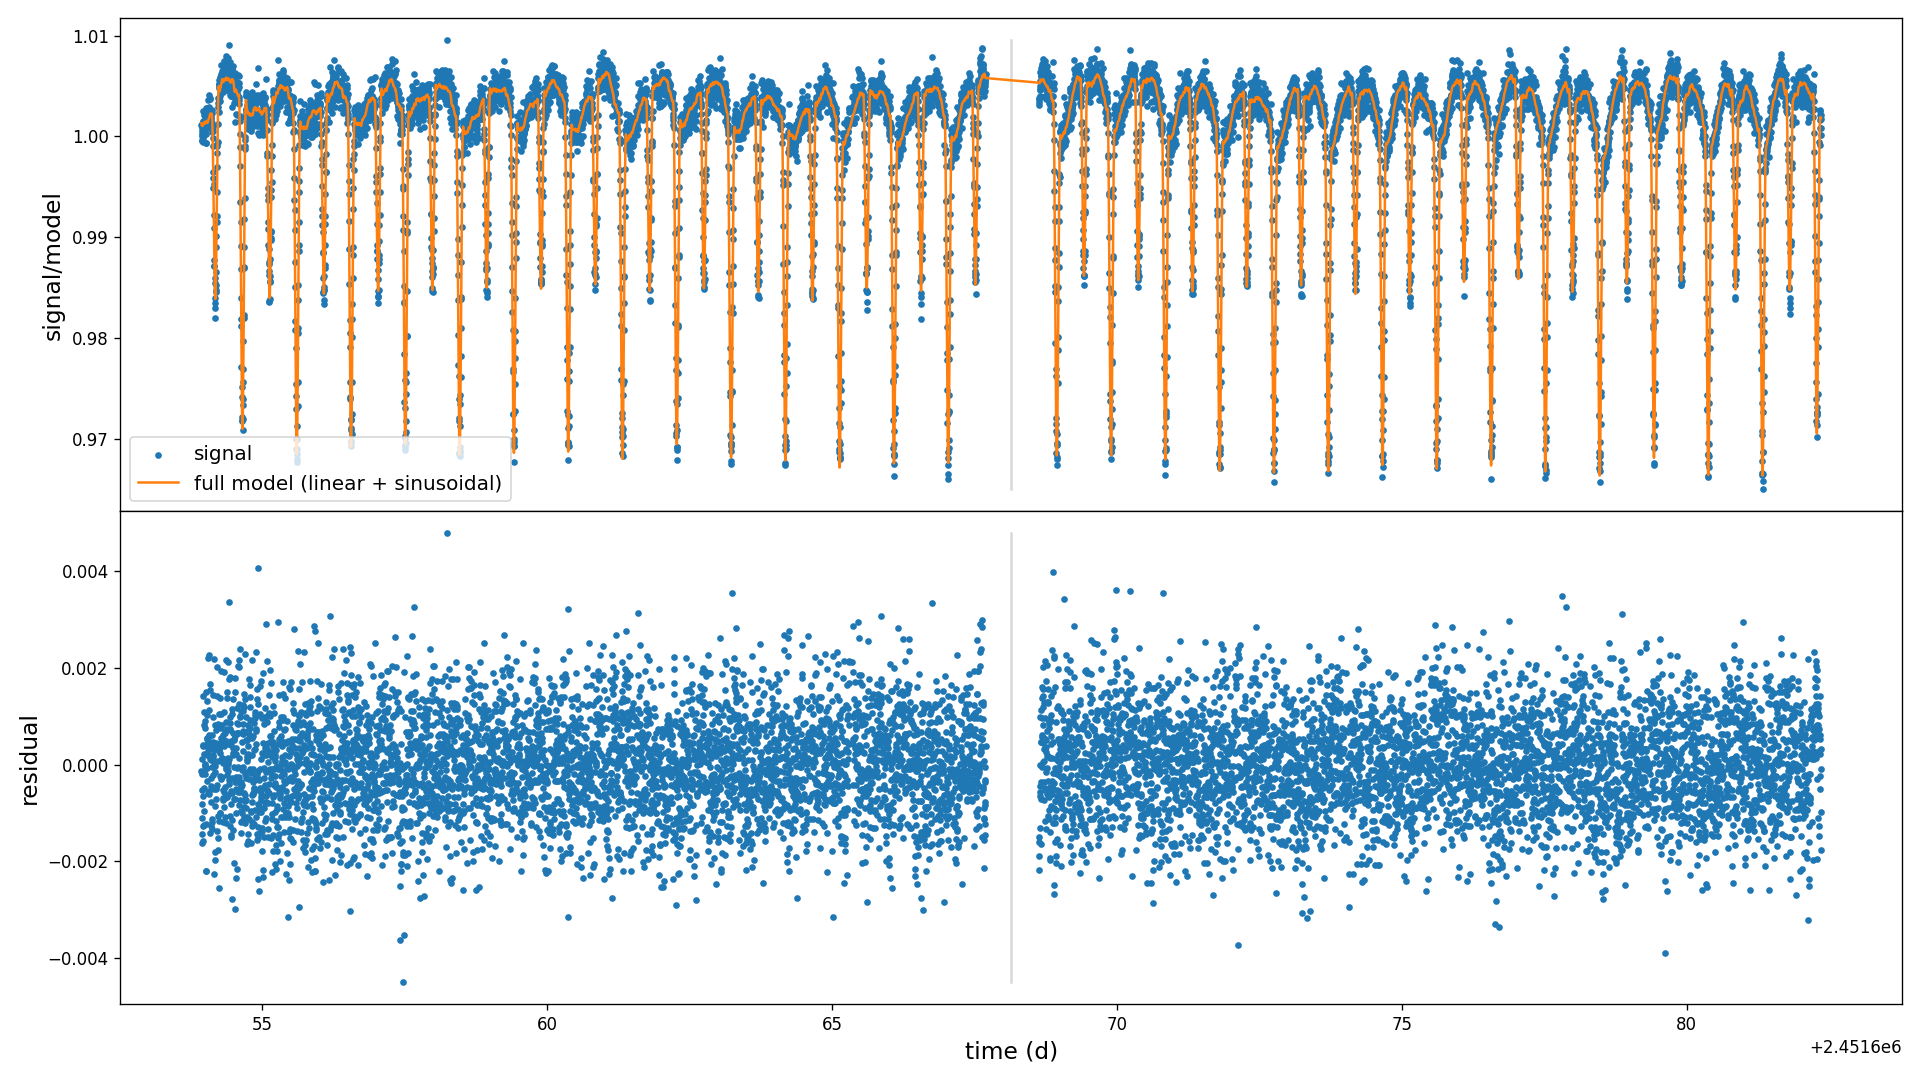 1.01
1.00
0.99
0.98
0.97
signal/model
signal
full model (linear + sinusoidal)
0.004
0.002
0.000
−0.002
−0.004
residual
55
60
65
70
75
80
time (d)
+2.4516e6